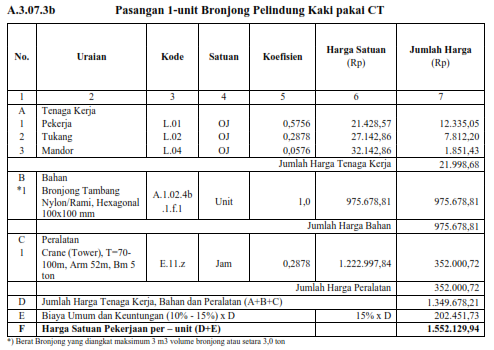 A.3.07.3b Pasangan 1-unit Bronjong Pelindung Kaki pakai CT
No. Uraian Kode Satuan Koefisien Harga Satuan (Rp) Jumlah Harga (Rp)
1 2 3 4 5 6 7
A Tenaga Kerja
1 Pekerja L.01 OJ 0,5756 21.428,57 12.335,05
2 Tukang L.02 OJ 0,2878 27.142,86 7.812,20
3 Mandor L.04 OJ 0,0576 32.142,86 1.851,43
Jumlah Harga Tenaga Kerja 21.998,68
B Bahan
*1 Bronjong Tambang Nylon/Rami, Hexagonal 100x100 mm A.1.02.4b.1.f.1 Unit 1,0 975.678,81 975.678,81
Jumlah Harga Bahan 975.678,81
C Peralatan
1 Crane (Tower), T=70-100m, Arm 52m, Bm 5 ton E.11.z Jam 0,2878 1.222.997,84 352.000,72
Jumlah Harga Peralatan 352.000,72
D Jumlah Harga Tenaga Kerja, Bahan dan Peralatan (A+B+C) 1.349.678,21
E Biaya Umum dan Keuntungan (10% - 15%) x D 15% x D 202.451,73
F Harga Satuan Pekerjaan per – unit (D+E) 1.552.129,94
*) Berat Bronjong yang diangkat maksimum 3 m3 volume bronjong atau setara 3,0 ton